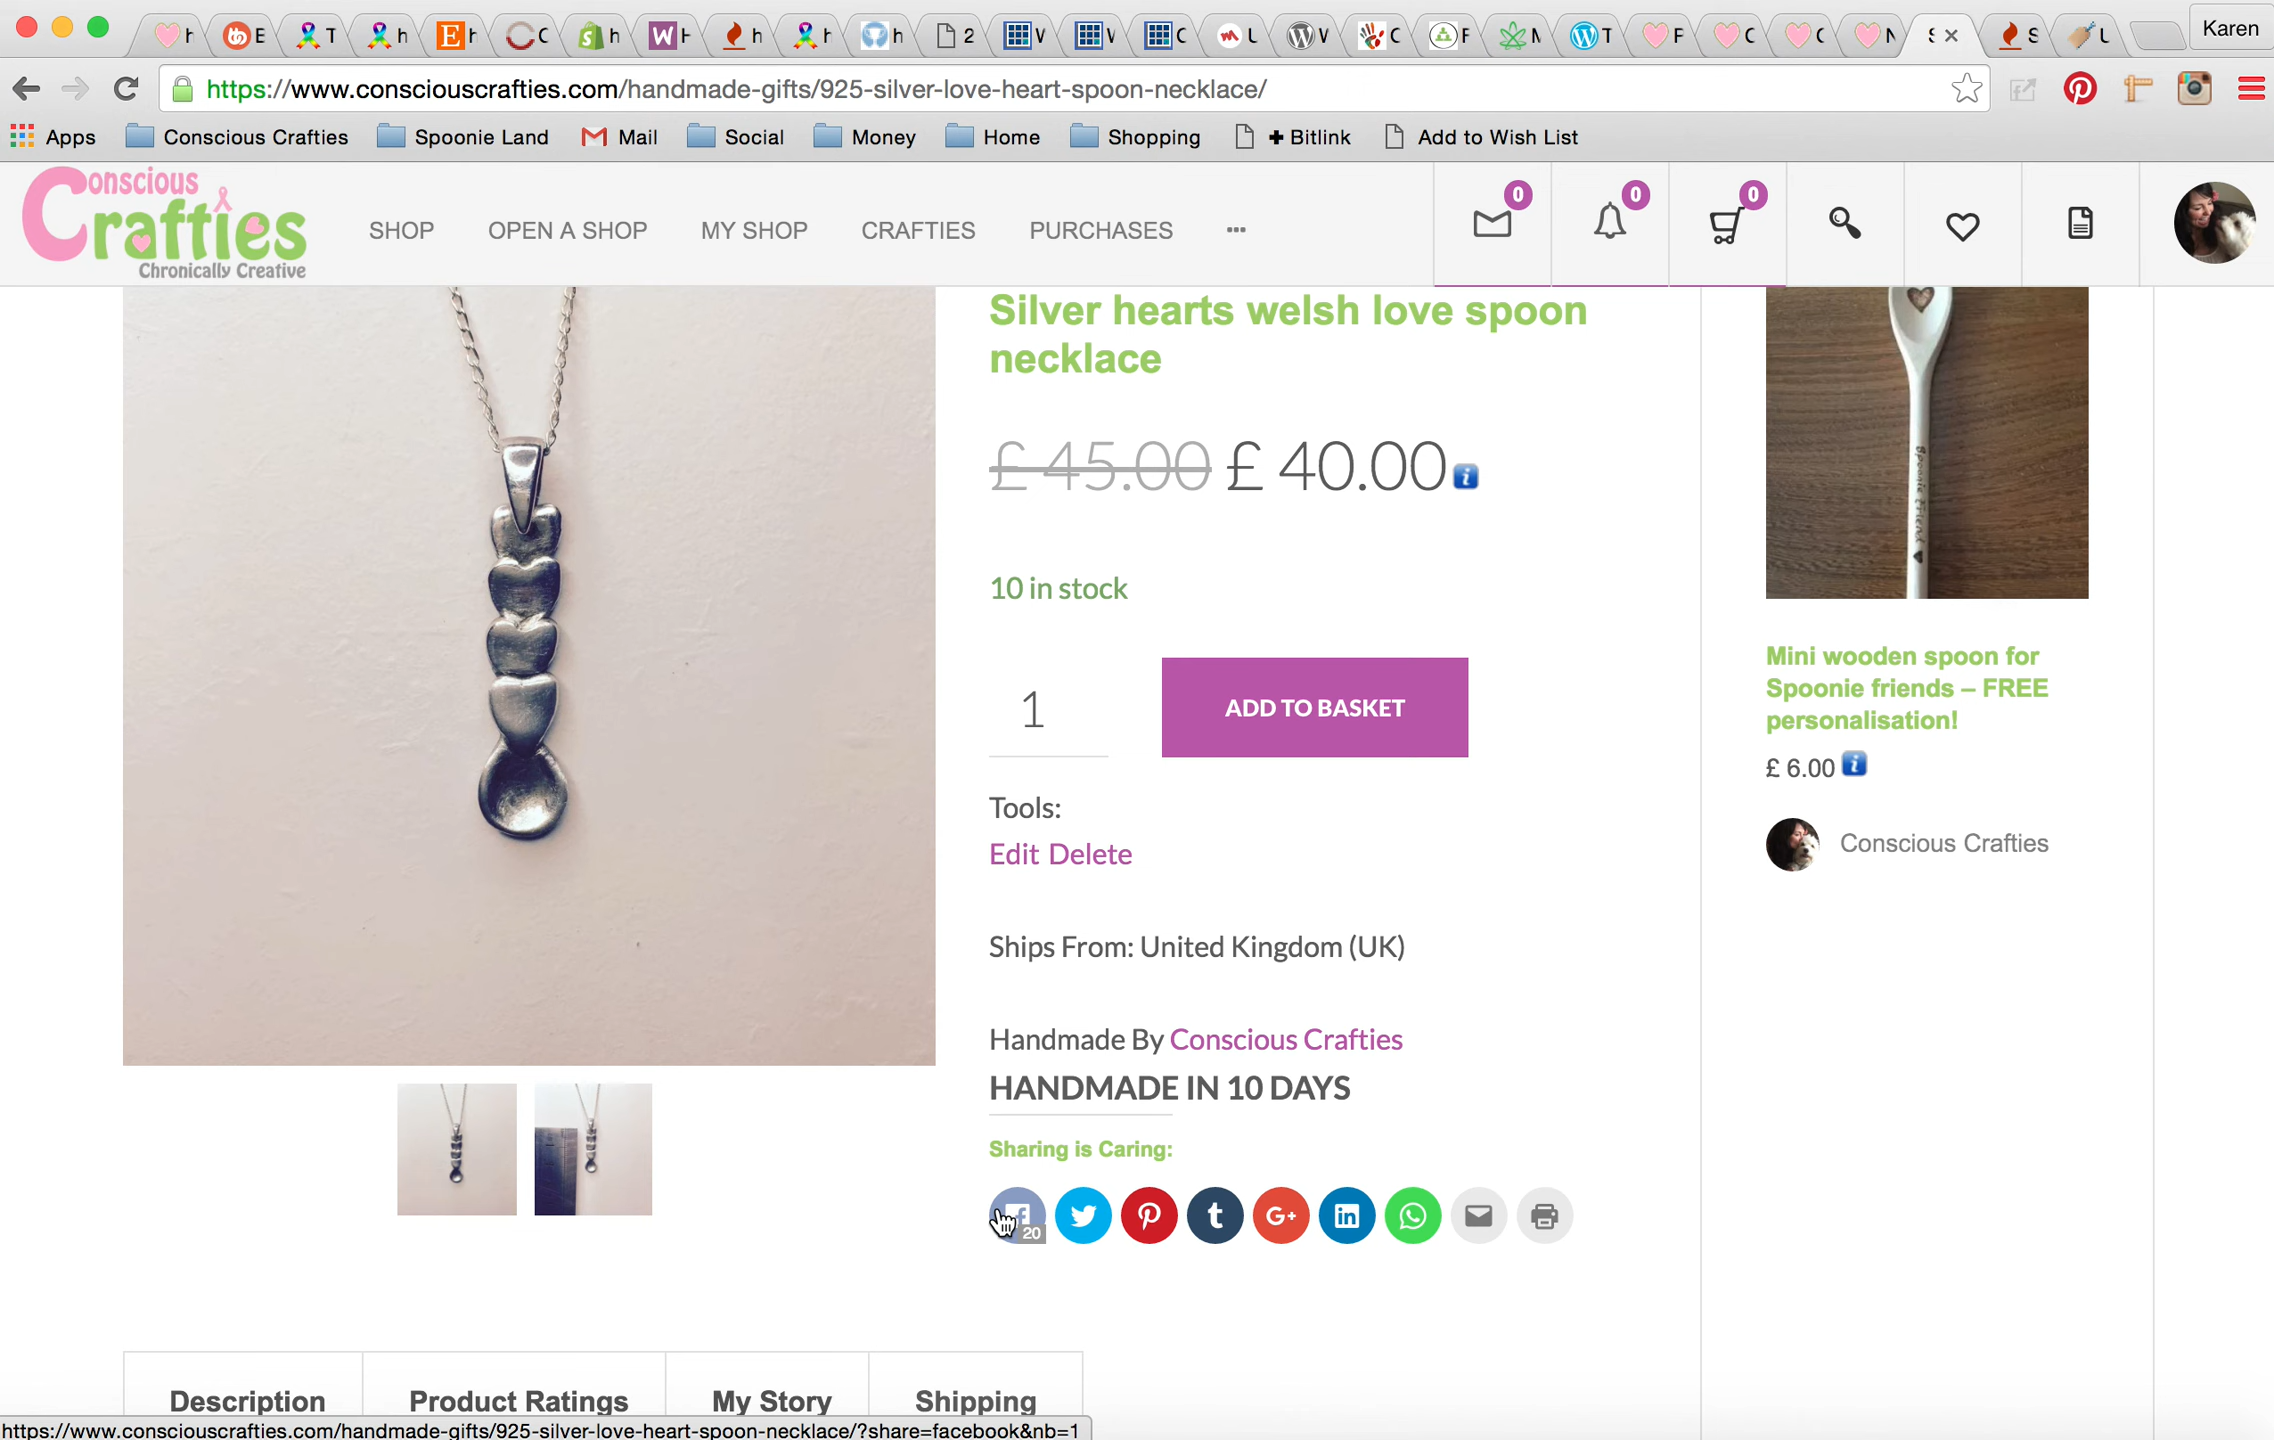 h E T h E h C h W H h h h 2 V V C U V C F M T F C C N S S U Karen
https://www.consciouscrafties.com/handmade-gifts/925-silver-love-heart-spoon-necklace/
Apps Conscious Crafties Spoonie Land Mail Social Money Home Shopping + Bitlink Add to Wish List
Conscious
Crafties
Chronically Creative
SHOP OPEN A SHOP MY SHOP CRAFTIES PURCHASES ... 0 0 0
Silver hearts welsh love spoon
necklace
£ 45.00 £ 40.00 i
10 in stock
1 ADD TO BASKET
Tools:
Edit Delete
Ships From: United Kingdom (UK)
Handmade By Conscious Crafties
HANDMADE IN 10 DAYS
Sharing is Caring:
20
Spoonie friend
Mini wooden spoon for
Spoonie friends – FREE
personalisation!
£ 6.00 i
Conscious Crafties
Description Product Ratings My Story Shipping
https://www.consciouscrafties.com/handmade-gifts/925-silver-love-heart-spoon-necklace/?share=facebook&nb=1